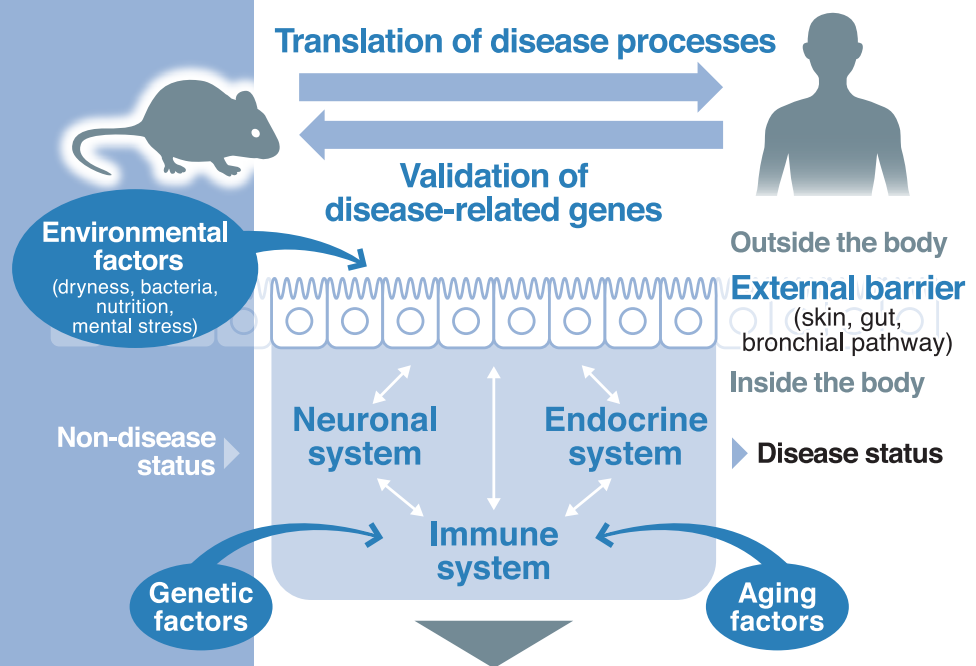 Translation of disease processes
Validation of
disease-related genes
Environmental
factors
(dryness, bacteria,
nutrition,
mental stress)
Outside the body
External barrier
(skin, gut,
bronchial pathway)
Inside the body
Neuronal
system
Endocrine
system
Non-disease
status
Disease status
Immune
system
Genetic
factors
Aging
factors